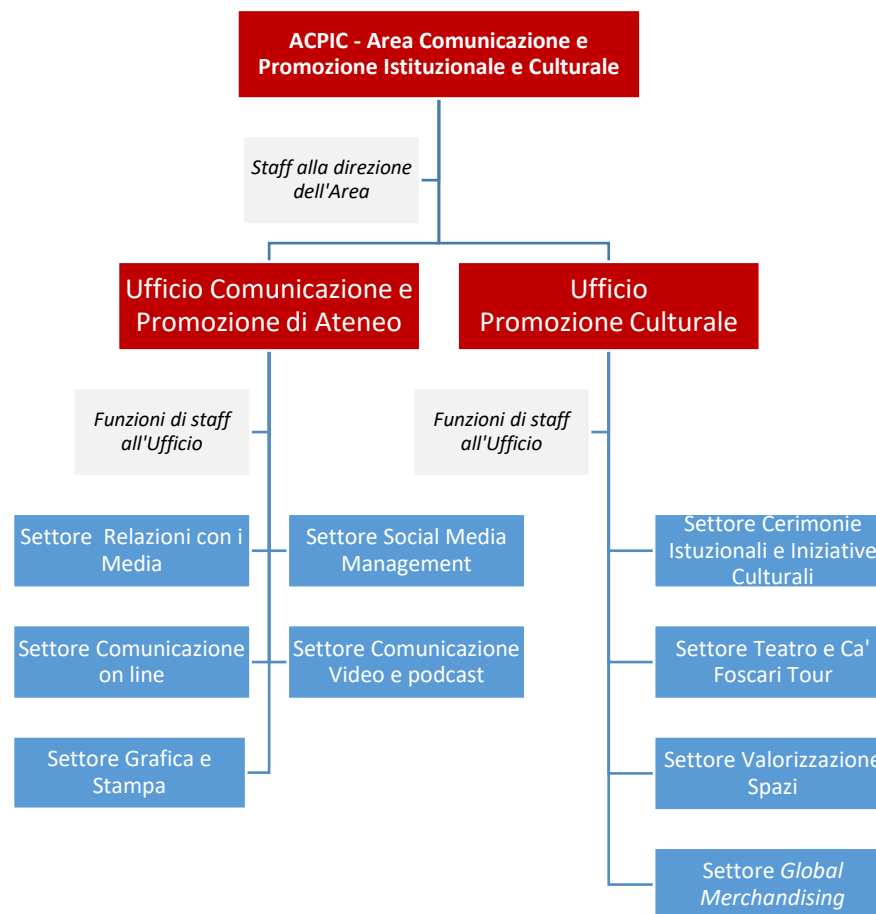 ACPIC - Area Comunicazione e
Promozione Istituzionale e Culturale
Staff alla direzione
dell'Area
Ufficio Comunicazione e
Promozione di Ateneo
Ufficio
Promozione Culturale
Funzioni di staff
all'Ufficio
Funzioni di staff
all'Ufficio
Settore Relazioni con i
Media
Settore Social Media
Management
Settore Cerimonie
Istuzionali e Iniziative
Culturali
Settore Comunicazione
on line
Settore Comunicazione
Video e podcast
Settore Teatro e Ca'
Foscari Tour
Settore Grafica e
Stampa
Settore Valorizzazione
Spazi
Settore Global
Merchandising